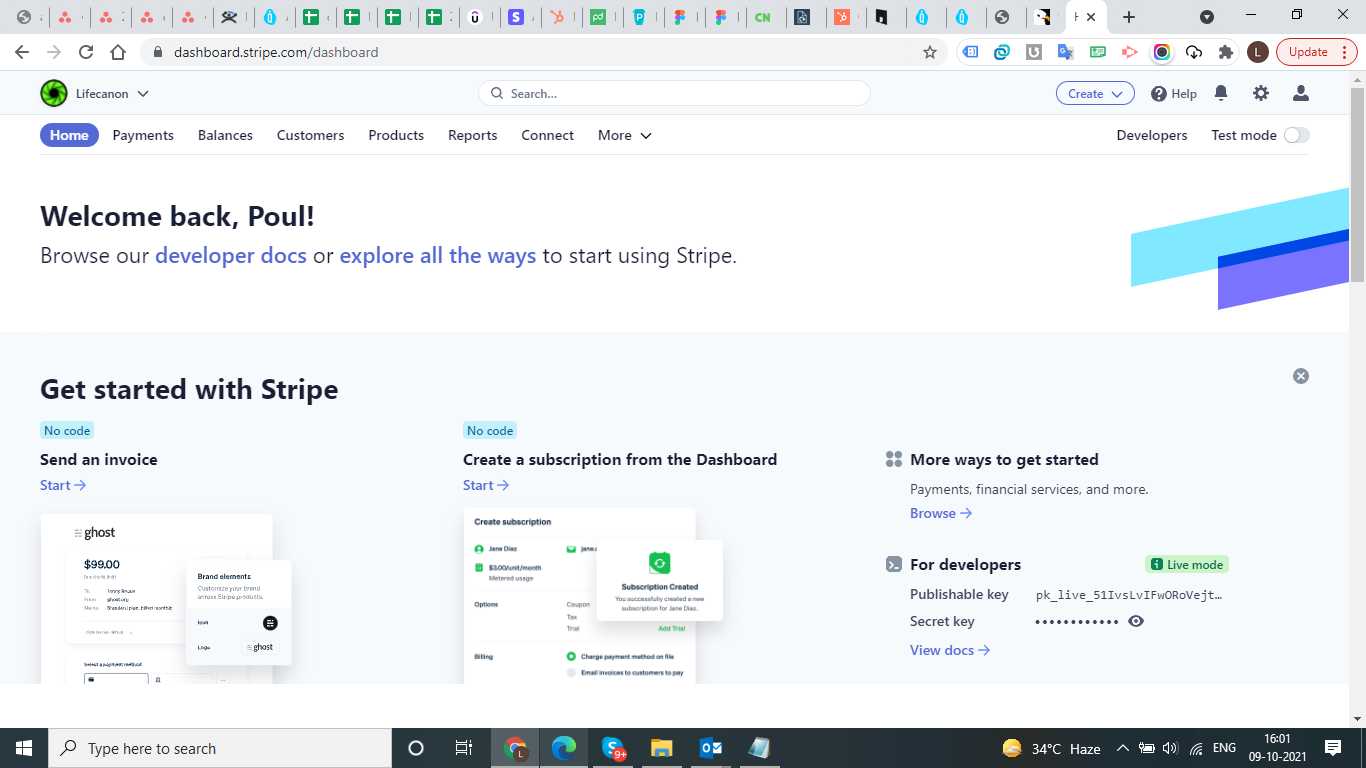 dashboard.stripe.com/dashboard
L
Update
Lifecanon
Search...
Create
Help
Home
Payments
Balances
Customers
Products
Reports
Connect
More
Developers
Test mode
Welcome back, Poul!
Browse our developer docs or explore all the ways to start using Stripe.
Get started with Stripe
No code
Send an invoice
Start →
No code
Create a subscription from the Dashboard
Start →
More ways to get started
Payments, financial services, and more.
Browse →
For developers
Live mode
Publishable key
pk_live_51IvsLvIFwORoVejt…
Secret key
••••••••••••
View docs →
ghost
$99.00
Brand elements
Customize your brand
across Stripe products.
Icon
Logo
ghost
Select a payment method
Create subscription
Jane Diaz
$3.00/unit/month
Metered usage
Subscription Created
You successfully created a new
subscription for Jane Diaz.
Options
Coupon
Tax
Trial
Add Trial
Billing
Charge payment method on file
Email invoices to customers to pay
Type here to search
L
9+
34°C Haze
ENG
16:01
09-10-2021